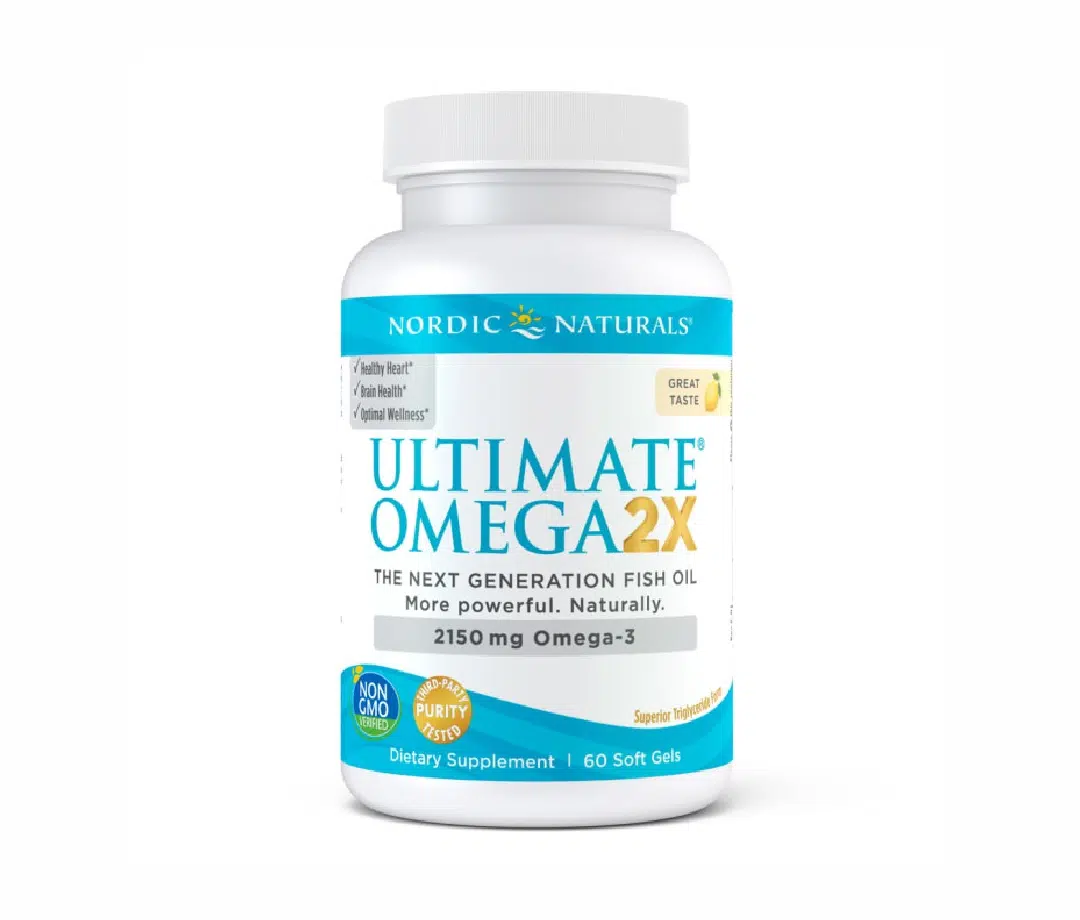 NORDIC NATURALS®
✓Healthy Heart*
✓Brain Health*
✓Optimal Wellness*
GREAT
TASTE
ULTIMATE®
OMEGA 2X
THE NEXT GENERATION FISH OIL
More powerful. Naturally.
2150 mg Omega-3
NON
GMO
VERIFIED
THIRD-PARTY
PURITY
TESTED
Superior Triglyceride Form
Dietary Supplement | 60 Soft Gels